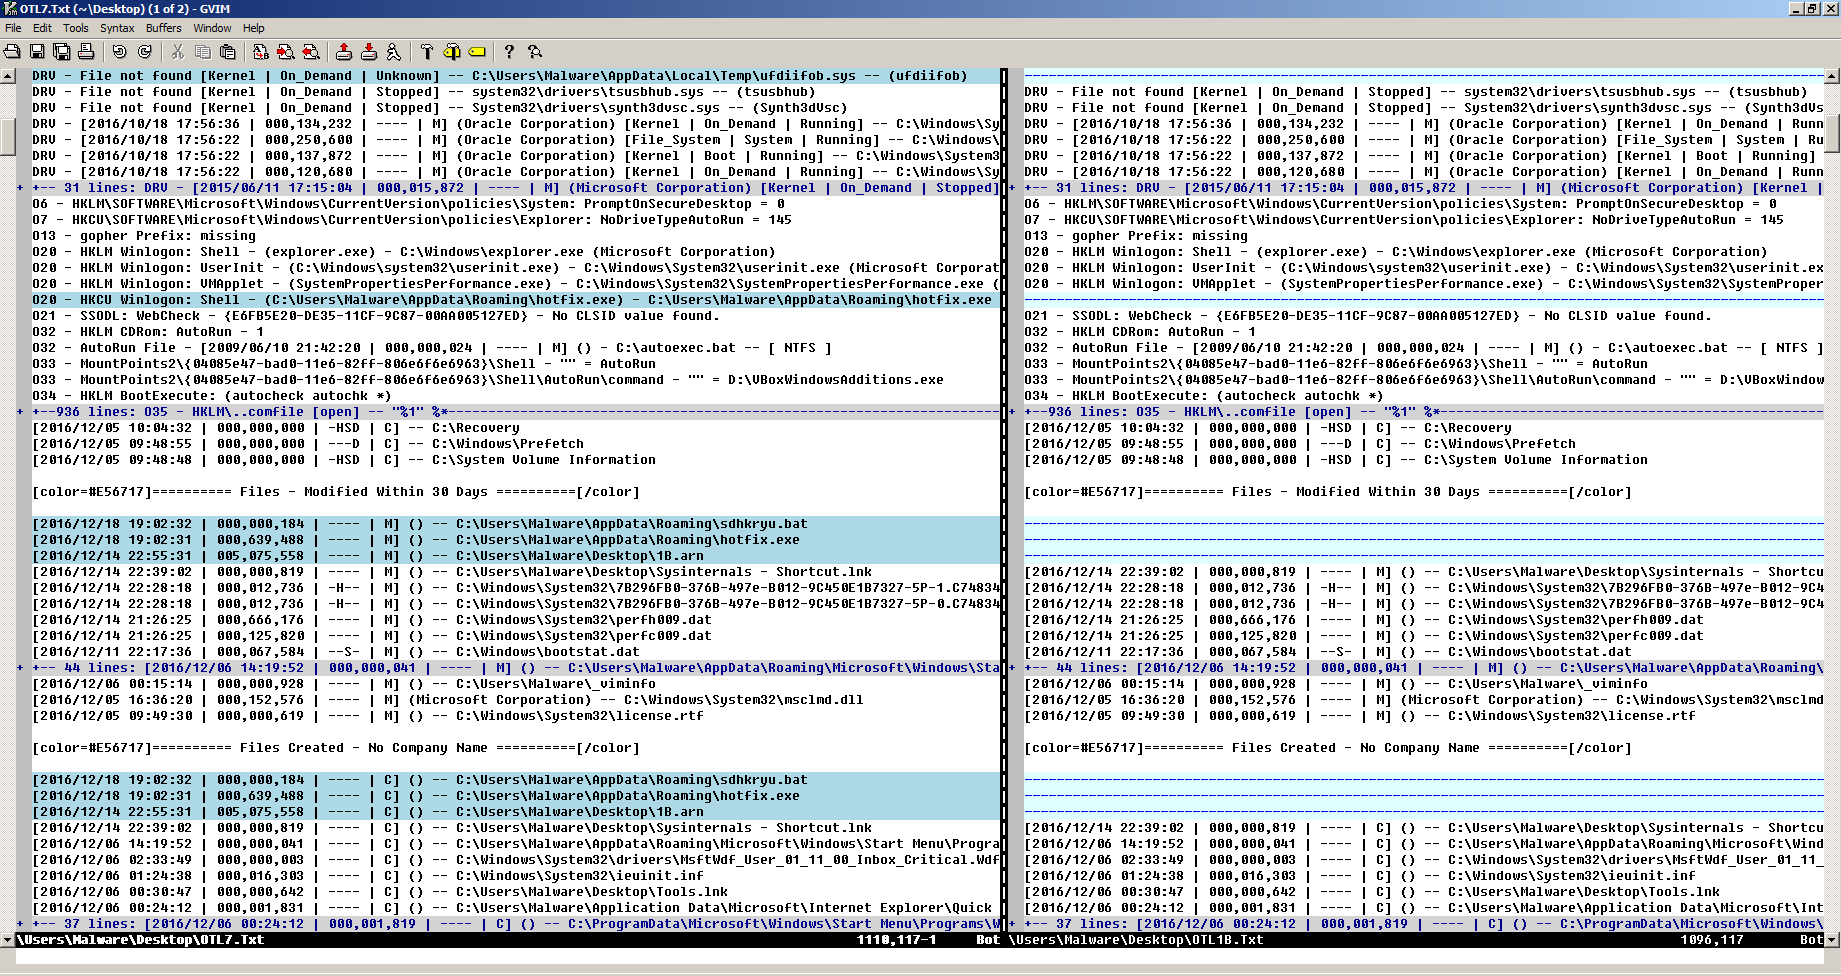 OTL7.Txt (~\Desktop) (1 of 2) - GVIM
File Edit Tools Syntax Buffers Window Help
DRV - File not found [Kernel | On_Demand | Unknown] -- C:\Users\Malware\AppData\Local\Temp\ufdiifob.sys -- (ufdiifob)
DRV - File not found [Kernel | On_Demand | Stopped] -- system32\drivers\tsusbhub.sys -- (tsusbhub)
DRV - File not found [Kernel | On_Demand | Stopped] -- System32\drivers\synth3dvsc.sys -- (Synth3dVsc)
DRV - [2016/10/18 17:56:36 | 000,134,232 | ---- | M] (Oracle Corporation) [Kernel | On_Demand | Running] -- C:\Windows\Sy
DRV - [2016/10/18 17:56:22 | 000,250,600 | ---- | M] (Oracle Corporation) [File_System | System | Running] -- C:\Windows\
DRV - [2016/10/18 17:56:22 | 000,137,872 | ---- | M] (Oracle Corporation) [Kernel | Boot | Running] -- C:\Windows\System3
DRV - [2016/10/18 17:56:22 | 000,120,680 | ---- | M] (Oracle Corporation) [Kernel | On_Demand | Running] -- C:\Windows\Sy
+ +-- 31 lines: DRV - [2015/06/11 17:15:04 | 000,015,872 | ---- | M] (Microsoft Corporation) [Kernel | On_Demand | Stopped]
O6 - HKLM\SOFTWARE\Microsoft\Windows\CurrentVersion\policies\System: PromptOnSecureDesktop = 0
O7 - HKCU\SOFTWARE\Microsoft\Windows\CurrentVersion\policies\Explorer: NoDriveTypeAutoRun = 145
O13 - gopher Prefix: missing
O20 - HKLM Winlogon: Shell - (explorer.exe) - C:\Windows\explorer.exe (Microsoft Corporation)
O20 - HKLM Winlogon: UserInit - (C:\Windows\system32\userinit.exe) - C:\Windows\System32\userinit.exe (Microsoft Corporat
O20 - HKLM Winlogon: VMApplet - (SystemPropertiesPerformance.exe) - C:\Windows\System32\SystemPropertiesPerformance.exe (
O20 - HKCU Winlogon: Shell - (C:\Users\Malware\AppData\Roaming\hotfix.exe) - C:\Users\Malware\AppData\Roaming\hotfix.exe
O21 - SSODL: WebCheck - {E6FB5E20-DE35-11CF-9C87-00AA005127ED} - No CLSID value found.
O32 - HKLM CDRom: AutoRun - 1
O32 - AutoRun File - [2009/06/10 21:42:20 | 000,000,024 | ---- | M] () - C:\autoexec.bat -- [ NTFS ]
O33 - MountPoints2\{04085e47-bad0-11e6-82ff-806e6f6e6963}\Shell - "" = AutoRun
O33 - MountPoints2\{04085e47-bad0-11e6-82ff-806e6f6e6963}\Shell\AutoRun\command - "" = D:\VBoxWindowsAdditions.exe
O34 - HKLM BootExecute: (autocheck autochk *)
+ +--936 lines: O35 - HKLM\..comfile [open] -- "%1" %*
[2016/12/05 10:04:32 | 000,000,000 | -HSD | C] -- C:\Recovery
[2016/12/05 09:48:55 | 000,000,000 | ---D | C] -- C:\Windows\Prefetch
[2016/12/05 09:48:48 | 000,000,000 | -HSD | C] -- C:\System Volume Information
[color=#E56717]========== Files - Modified Within 30 Days ==========[/color]
[2016/12/18 19:02:32 | 000,000,184 | ---- | M] () -- C:\Users\Malware\AppData\Roaming\sdhkryu.bat
[2016/12/18 19:02:31 | 000,639,488 | ---- | M] () -- C:\Users\Malware\AppData\Roaming\hotfix.exe
[2016/12/14 22:55:31 | 005,075,558 | ---- | M] () -- C:\Users\Malware\Desktop\1B.arn
[2016/12/14 22:39:02 | 000,000,819 | ---- | M] () -- C:\Users\Malware\Desktop\Sysinternals - Shortcut.lnk
[2016/12/14 22:28:18 | 000,012,736 | -H-- | M] () -- C:\Windows\System32\7B296FB0-376B-497e-B012-9C450E1B7327-5P-1.C74834
[2016/12/14 22:28:18 | 000,012,736 | -H-- | M] () -- C:\Windows\System32\7B296FB0-376B-497e-B012-9C450E1B7327-5P-0.C74834
[2016/12/14 21:26:25 | 000,666,176 | ---- | M] () -- C:\Windows\System32\perfh009.dat
[2016/12/14 21:26:25 | 000,125,820 | ---- | M] () -- C:\Windows\System32\perfc009.dat
[2016/12/11 22:17:36 | 000,067,584 | --S- | M] () -- C:\Windows\bootstat.dat
+ +-- 44 lines: [2016/12/06 14:19:52 | 000,000,041 | ---- | M] () -- C:\Users\Malware\AppData\Roaming\Microsoft\Windows\Sta
[2016/12/06 00:15:14 | 000,000,928 | ---- | M] () -- C:\Users\Malware\_viminfo
[2016/12/05 16:36:20 | 000,152,576 | ---- | M] (Microsoft Corporation) -- C:\Windows\System32\msclmd.dll
[2016/12/05 09:49:30 | 000,000,619 | ---- | M] () -- C:\Windows\System32\license.rtf
[color=#E56717]========== Files Created - No Company Name ==========[/color]
[2016/12/18 19:02:32 | 000,000,184 | ---- | C] () -- C:\Users\Malware\AppData\Roaming\sdhkryu.bat
[2016/12/18 19:02:31 | 000,639,488 | ---- | C] () -- C:\Users\Malware\AppData\Roaming\hotfix.exe
[2016/12/14 22:55:31 | 005,075,558 | ---- | C] () -- C:\Users\Malware\Desktop\1B.arn
[2016/12/14 22:39:02 | 000,000,819 | ---- | C] () -- C:\Users\Malware\Desktop\Sysinternals - Shortcut.lnk
[2016/12/06 14:19:52 | 000,000,041 | ---- | C] () -- C:\Users\Malware\AppData\Roaming\Microsoft\Windows\Start Menu\Progra
[2016/12/06 02:33:49 | 000,000,003 | ---- | C] () -- C:\Windows\System32\drivers\MsftWdf_User_01_11_00_Inbox_Critical.Wdf
[2016/12/06 01:24:38 | 000,016,303 | ---- | C] () -- C:\Windows\System32\ieuinit.inf
[2016/12/06 00:30:47 | 000,000,642 | ---- | C] () -- C:\Users\Malware\Desktop\Tools.lnk
[2016/12/06 00:24:12 | 000,001,831 | ---- | C] () -- C:\Users\Malware\Application Data\Microsoft\Internet Explorer\Quick
+ +-- 37 lines: [2016/12/06 00:24:12 | 000,001,819 | ---- | C] () -- C:\ProgramData\Microsoft\Windows\Start Menu\Programs\W
\Users\Malware\Desktop\OTL7.Txt 1110,117-1 Bot
DRV - File not found [Kernel | On_Demand | Stopped] -- system32\drivers\tsusbhub.sys -- (tsusbhub)
DRV - File not found [Kernel | On_Demand | Stopped] -- System32\drivers\synth3dvsc.sys -- (Synth3dVs
DRV - [2016/10/18 17:56:36 | 000,134,232 | ---- | M] (Oracle Corporation) [Kernel | On_Demand | Runn
DRV - [2016/10/18 17:56:22 | 000,250,600 | ---- | M] (Oracle Corporation) [File_System | System | Ru
DRV - [2016/10/18 17:56:22 | 000,137,872 | ---- | M] (Oracle Corporation) [Kernel | Boot | Running]
DRV - [2016/10/18 17:56:22 | 000,120,680 | ---- | M] (Oracle Corporation) [Kernel | On_Demand | Runn
+ +-- 31 lines: DRV - [2015/06/11 17:15:04 | 000,015,872 | ---- | M] (Microsoft Corporation) [Kernel |
O6 - HKLM\SOFTWARE\Microsoft\Windows\CurrentVersion\policies\System: PromptOnSecureDesktop = 0
O7 - HKCU\SOFTWARE\Microsoft\Windows\CurrentVersion\policies\Explorer: NoDriveTypeAutoRun = 145
O13 - gopher Prefix: missing
O20 - HKLM Winlogon: Shell - (explorer.exe) - C:\Windows\explorer.exe (Microsoft Corporation)
O20 - HKLM Winlogon: UserInit - (C:\Windows\system32\userinit.exe) - C:\Windows\System32\userinit.ex
O20 - HKLM Winlogon: VMApplet - (SystemPropertiesPerformance.exe) - C:\Windows\System32\SystemProper
O21 - SSODL: WebCheck - {E6FB5E20-DE35-11CF-9C87-00AA005127ED} - No CLSID value found.
O32 - HKLM CDRom: AutoRun - 1
O32 - AutoRun File - [2009/06/10 21:42:20 | 000,000,024 | ---- | M] () - C:\autoexec.bat -- [ NTFS ]
O33 - MountPoints2\{04085e47-bad0-11e6-82ff-806e6f6e6963}\Shell - "" = AutoRun
O33 - MountPoints2\{04085e47-bad0-11e6-82ff-806e6f6e6963}\Shell\AutoRun\command - "" = D:\VBoxWindow
O34 - HKLM BootExecute: (autocheck autochk *)
+ +--936 lines: O35 - HKLM\..comfile [open] -- "%1" %*
[2016/12/05 10:04:32 | 000,000,000 | -HSD | C] -- C:\Recovery
[2016/12/05 09:48:55 | 000,000,000 | ---D | C] -- C:\Windows\Prefetch
[2016/12/05 09:48:48 | 000,000,000 | -HSD | C] -- C:\System Volume Information
[color=#E56717]========== Files - Modified Within 30 Days ==========[/color]
[2016/12/14 22:39:02 | 000,000,819 | ---- | M] () -- C:\Users\Malware\Desktop\Sysinternals - Shortcu
[2016/12/14 22:28:18 | 000,012,736 | -H-- | M] () -- C:\Windows\System32\7B296FB0-376B-497e-B012-9C4
[2016/12/14 22:28:18 | 000,012,736 | -H-- | M] () -- C:\Windows\System32\7B296FB0-376B-497e-B012-9C4
[2016/12/14 21:26:25 | 000,666,176 | ---- | M] () -- C:\Windows\System32\perfh009.dat
[2016/12/14 21:26:25 | 000,125,820 | ---- | M] () -- C:\Windows\System32\perfc009.dat
[2016/12/11 22:17:36 | 000,067,584 | --S- | M] () -- C:\Windows\bootstat.dat
+ +-- 44 lines: [2016/12/06 14:19:52 | 000,000,041 | ---- | M] () -- C:\Users\Malware\AppData\Roaming\
[2016/12/06 00:15:14 | 000,000,928 | ---- | M] () -- C:\Users\Malware\_viminfo
[2016/12/05 16:36:20 | 000,152,576 | ---- | M] (Microsoft Corporation) -- C:\Windows\System32\msclmd
[2016/12/05 09:49:30 | 000,000,619 | ---- | M] () -- C:\Windows\System32\license.rtf
[color=#E56717]========== Files Created - No Company Name ==========[/color]
[2016/12/14 22:39:02 | 000,000,819 | ---- | C] () -- C:\Users\Malware\Desktop\Sysinternals - Shortcu
[2016/12/06 14:19:52 | 000,000,041 | ---- | C] () -- C:\Users\Malware\AppData\Roaming\Microsoft\Wind
[2016/12/06 02:33:49 | 000,000,003 | ---- | C] () -- C:\Windows\System32\drivers\MsftWdf_User_01_11_
[2016/12/06 01:24:38 | 000,016,303 | ---- | C] () -- C:\Windows\System32\ieuinit.inf
[2016/12/06 00:30:47 | 000,000,642 | ---- | C] () -- C:\Users\Malware\Desktop\Tools.lnk
[2016/12/06 00:24:12 | 000,001,831 | ---- | C] () -- C:\Users\Malware\Application Data\Microsoft\Int
+ +-- 37 lines: [2016/12/06 00:24:12 | 000,001,819 | ---- | C] () -- C:\ProgramData\Microsoft\Windows\
\Users\Malware\Desktop\OTL1B.Txt 1096,117 Bot